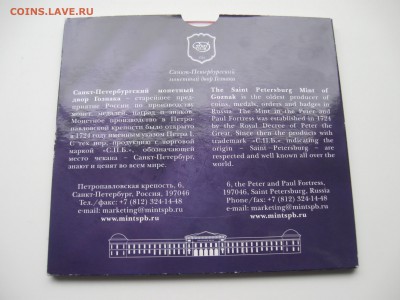 COINS.LAVE.RU
Санкт-Петербургский
монетный двор Гознака
Санкт-Петербургский монетный
двор Гознака – старейшее пред-
приятие России по производству
монет, медалей, наград и знаков.
Монетное производство в Петро-
павловской крепости было открыто
в 1724 году именным указом Петра I.
С тех пор, продукцию с торговой
маркой «С.П.Б.», обозначающей
место чекана – Санкт-Петербург,
знают и ценят во всем мире.
The Saint Petersburg Mint of
Goznak is the oldest producer of
coins, medals, orders and badges in
Russia. The Mint in the Peter and
Paul Fortress was established in 1724
by the Royal Decree of Peter the
Great. Since then the products with
trademark «С.П.Б.», indicating the
origin – Saint Petersburg – are
respected and well known all over the
world.
Петропавловская крепость, 6,
Санкт-Петербург, Россия, 197046
Тел./факс: +7 (812) 324-14-48
e-mail: marketing@mintspb.ru
www.mintspb.ru
6, the Peter and Paul Fortress,
197046, Saint Petersburg, Russia
Phone/fax: +7 (812) 324-14-48
e-mail: marketing@mintspb.ru
www.mintspb.ru